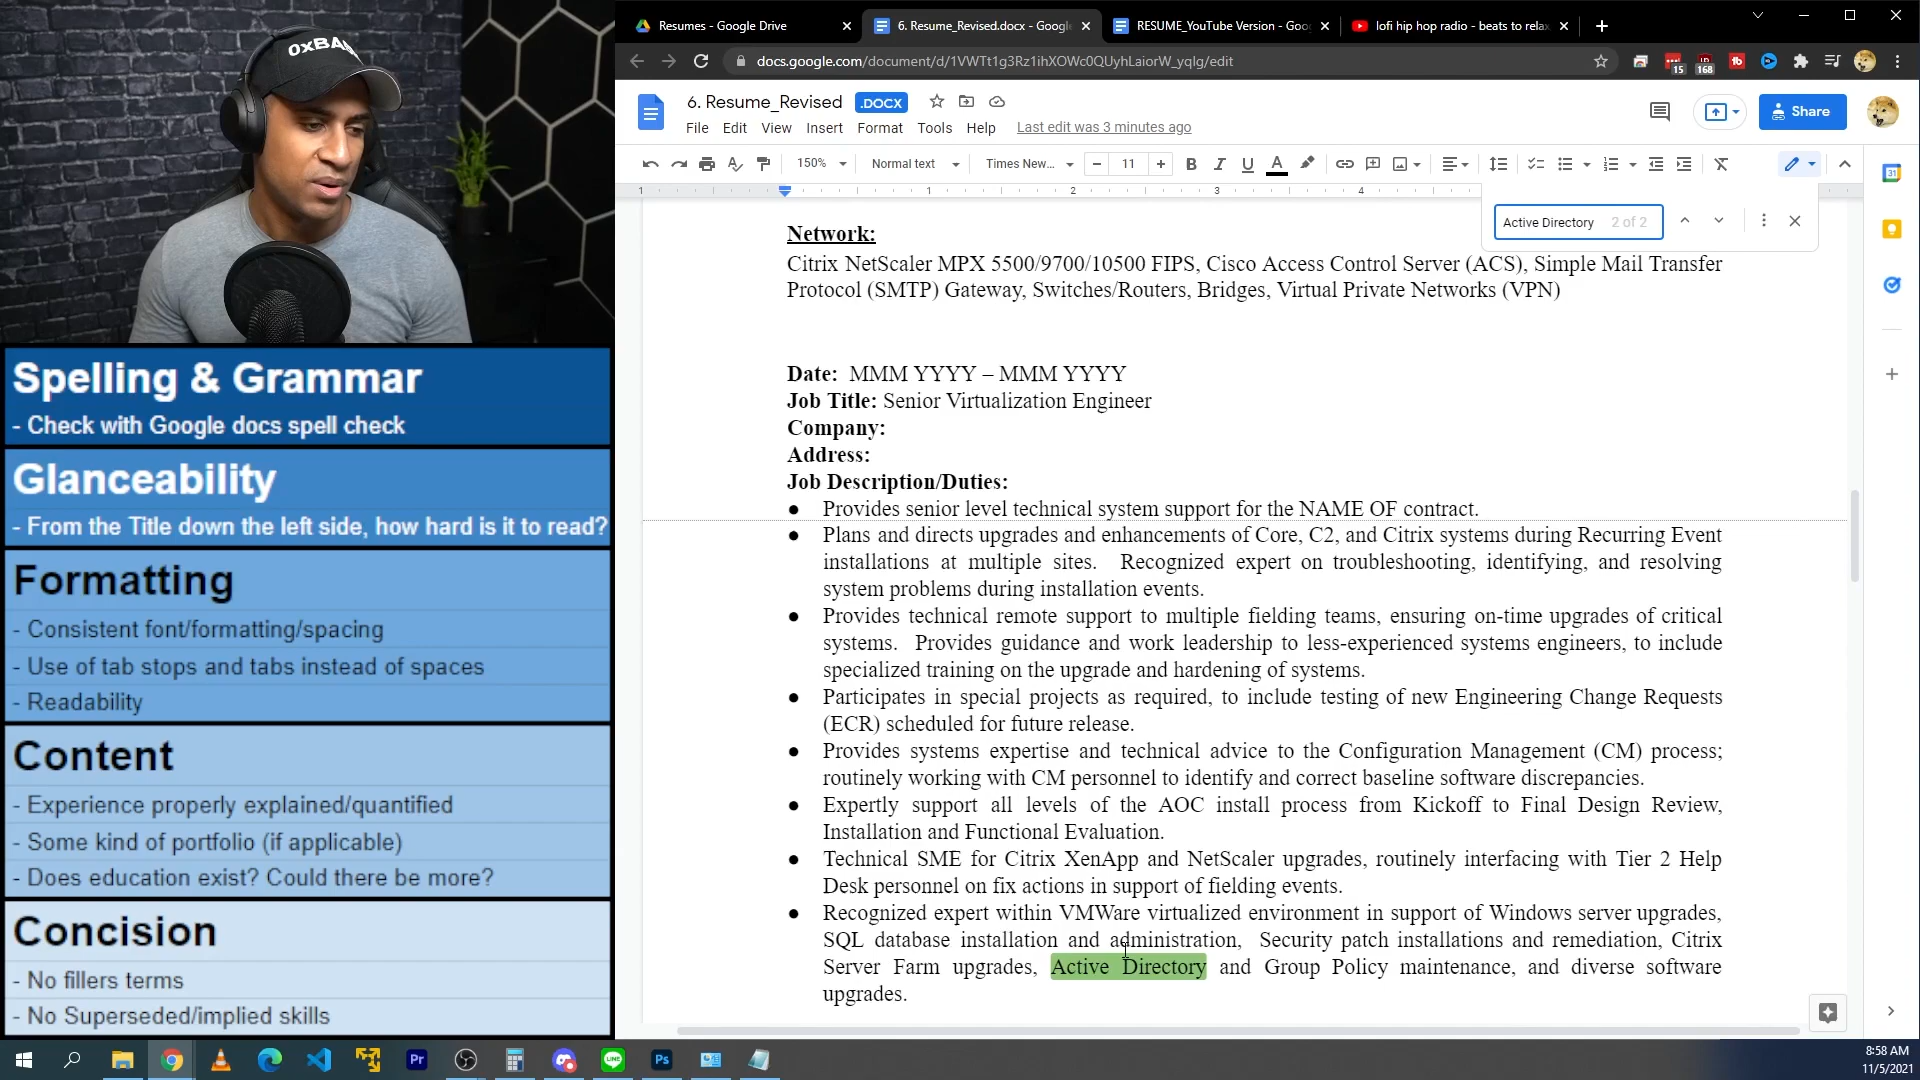 0xBAN
Spelling & Grammar
- Check with Google docs spell check
Glanceability
- From the Title down the left side, how hard is it to read?
Formatting
- Consistent font/formatting/spacing
- Use of tab stops and tabs instead of spaces
- Readability
Content
- Experience properly explained/quantified
- Some kind of portfolio (if applicable)
- Does education exist? Could there be more?
Concision
- No fillers terms
- No Superseded/implied skills
Resumes - Google Drive
6. Resume_Revised.docx - Google
RESUME_YouTube Version - Goo
lofi hip hop radio - beats to relax
docs.google.com/document/d/1VWTt1g3Rz1ihXOWc0QUyhLaiorW_yqlg/edit
15
168
6. Resume_Revised .DOCX
File Edit View Insert Format Tools Help Last edit was 3 minutes ago
Share
150% Normal text Times New... 11
1 1 2 3 4
Active Directory 2 of 2
31
Network:
Citrix NetScaler MPX 5500/9700/10500 FIPS, Cisco Access Control Server (ACS), Simple Mail Transfer
Protocol (SMTP) Gateway, Switches/Routers, Bridges, Virtual Private Networks (VPN)
Date: MMM YYYY – MMM YYYY
Job Title: Senior Virtualization Engineer
Company:
Address:
Job Description/Duties:
● Provides senior level technical system support for the NAME OF contract.
● Plans and directs upgrades and enhancements of Core, C2, and Citrix systems during Recurring Event
installations at multiple sites. Recognized expert on troubleshooting, identifying, and resolving
system problems during installation events.
● Provides technical remote support to multiple fielding teams, ensuring on-time upgrades of critical
systems. Provides guidance and work leadership to less-experienced systems engineers, to include
specialized training on the upgrade and hardening of systems.
● Participates in special projects as required, to include testing of new Engineering Change Requests
(ECR) scheduled for future release.
● Provides systems expertise and technical advice to the Configuration Management (CM) process;
routinely working with CM personnel to identify and correct baseline software discrepancies.
● Expertly support all levels of the AOC install process from Kickoff to Final Design Review,
Installation and Functional Evaluation.
● Technical SME for Citrix XenApp and NetScaler upgrades, routinely interfacing with Tier 2 Help
Desk personnel on fix actions in support of fielding events.
● Recognized expert within VMWare virtualized environment in support of Windows server upgrades,
SQL database installation and administration, Security patch installations and remediation, Citrix
Server Farm upgrades, Active Directory and Group Policy maintenance, and diverse software
upgrades.
Pr
LINE
Ps
8:58 AM
11/5/2021